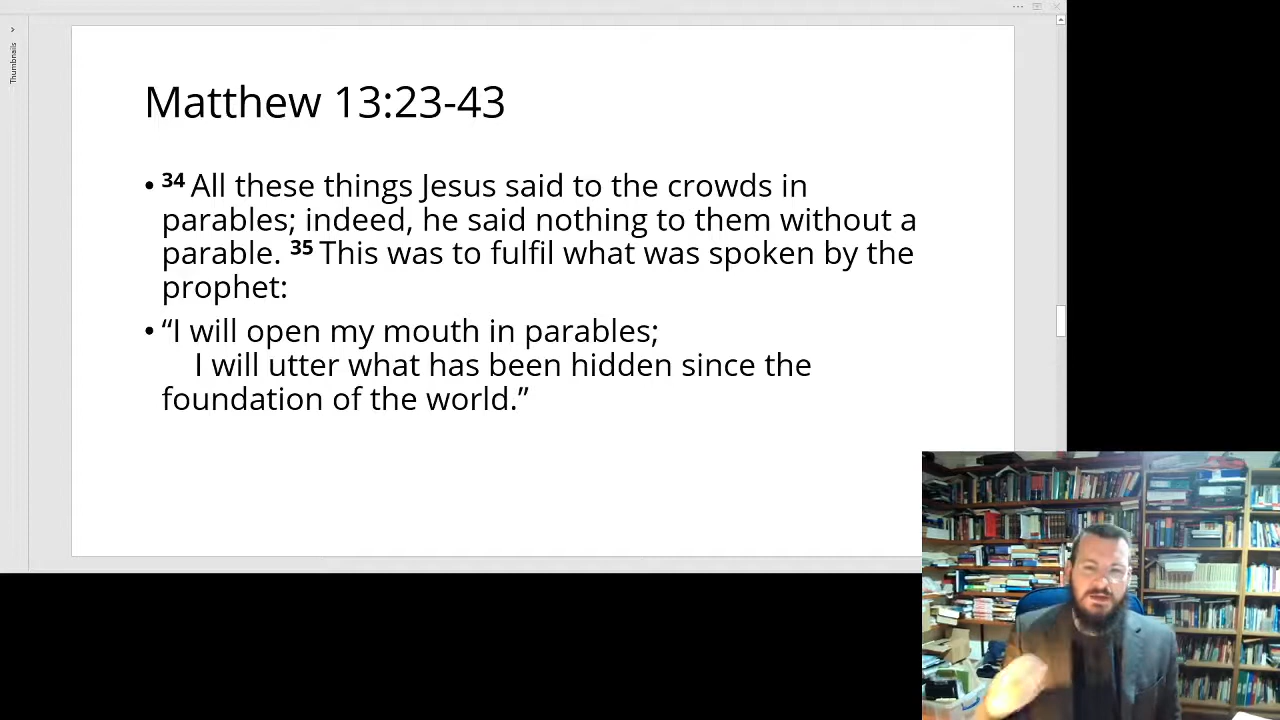 Thumbnails
Matthew 13:23-43
• 34 All these things Jesus said to the crowds in
parables; indeed, he said nothing to them without a
parable. 35 This was to fulfil what was spoken by the
prophet:
• “I will open my mouth in parables;
I will utter what has been hidden since the
foundation of the world.”